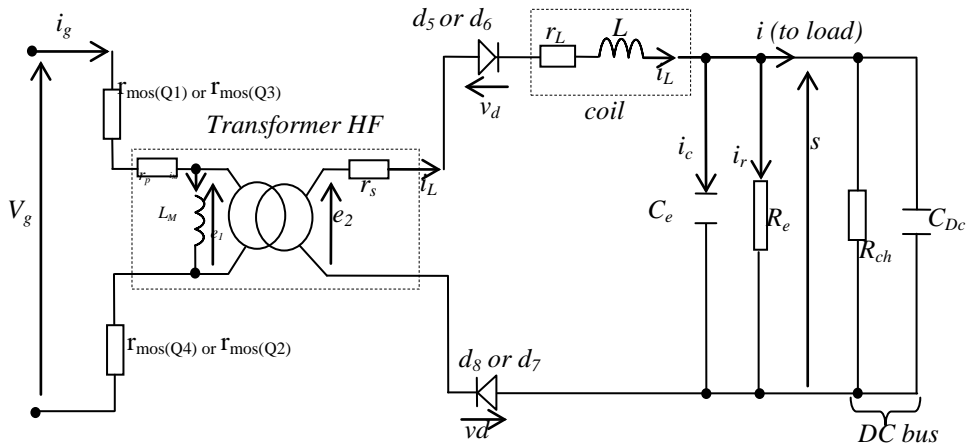 i_g
d_5 or d_6
r_L
L
i (to load)
v_d
i_L
coil
r_mos(Q1) or r_mos(Q3)
Transformer HF
i_c
i_r
s
r_p
r_s
i_L
V_g
L_M
e_1
e_2
C_e
R_e
R_ch
C_Dc
r_mos(Q4) or r_mos(Q2)
d_8 or d_7
vd
DC bus